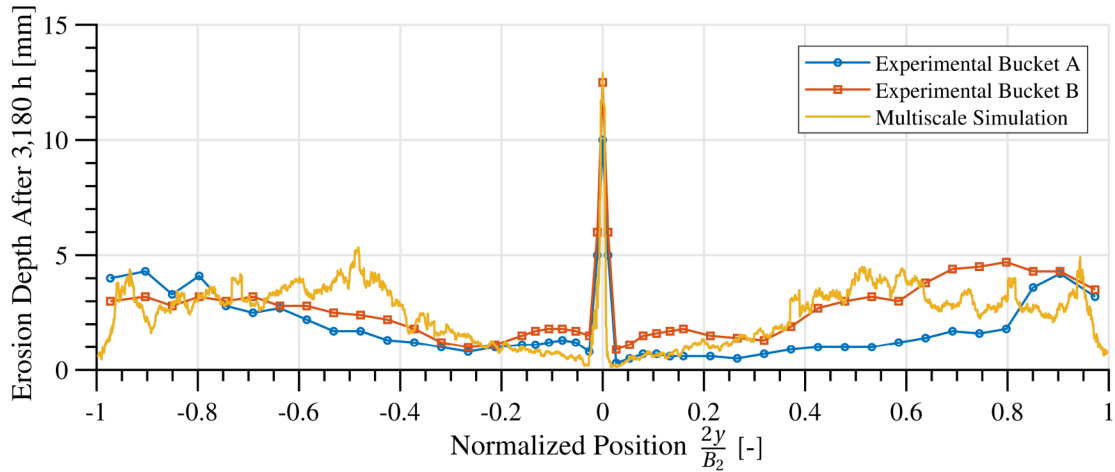 15
10
5
0
Erosion Depth After 3,180 h [mm]
Experimental Bucket A
Experimental Bucket B
Multiscale Simulation
-1 -0.8 -0.6 -0.4 -0.2 0 0.2 0.4 0.6 0.8 1
Normalized Position 2y/B₂ [-]